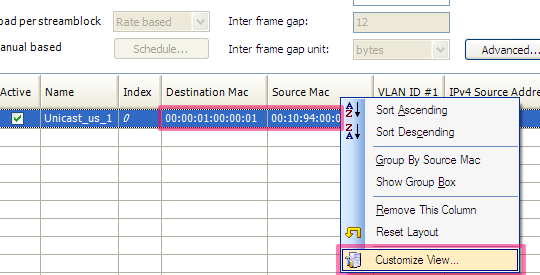 oad per streamblock Rate based Inter frame gap: 12
anual based Schedule... Inter frame gap unit: bytes Advanced...
Active Name Index Destination Mac Source Mac VLAN ID #1 IPv4 Source Addre
Unicast_us_1 0 00:00:01:00:00:01 00:10:94:00:0
Sort Ascending
Sort Descending
Group By Source Mac
Show Group Box
Remove This Column
Reset Layout
Customize View...